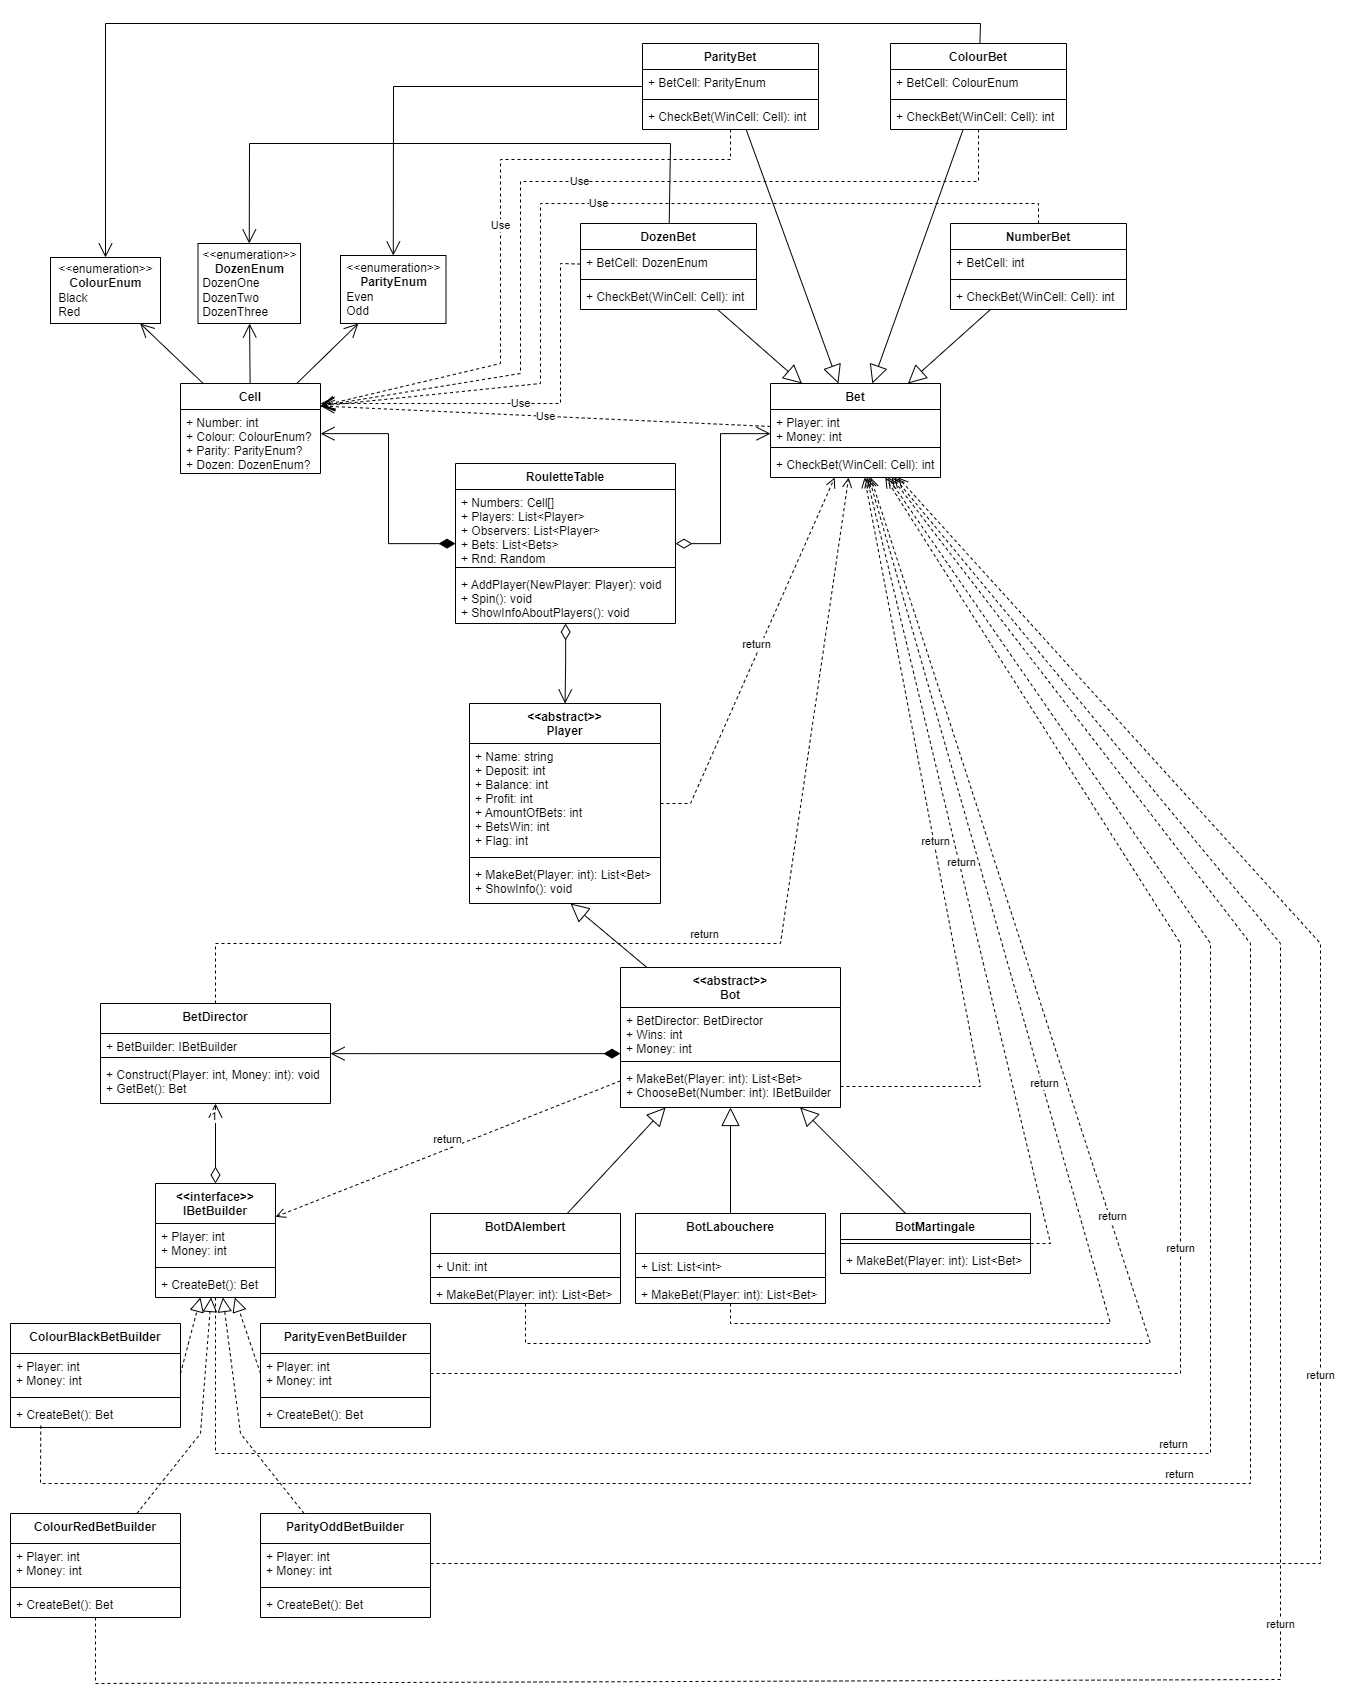 ParityBet
+ BetCell: ParityEnum
+ CheckBet(WinCell: Cell): int
ColourBet
+ BetCell: ColourEnum
+ CheckBet(WinCell: Cell): int
Use
Use
Use
DozenBet
+ BetCell: DozenEnum
+ CheckBet(WinCell: Cell): int
NumberBet
+ BetCell: int
+ CheckBet(WinCell: Cell): int
<<enumeration>>
ColourEnum
Black
Red
<<enumeration>>
DozenEnum
DozenOne
DozenTwo
DozenThree
<<enumeration>>
ParityEnum
Even
Odd
Cell
+ Number: int
+ Colour: ColourEnum?
+ Parity: ParityEnum?
+ Dozen: DozenEnum?
Use
Use
Bet
+ Player: int
+ Money: int
+ CheckBet(WinCell: Cell): int
RouletteTable
+ Numbers: Cell[]
+ Players: List<Player>
+ Observers: List<Player>
+ Bets: List<Bets>
+ Rnd: Random
+ AddPlayer(NewPlayer: Player): void
+ Spin(): void
+ ShowInfoAboutPlayers(): void
return
<<abstract>>
Player
+ Name: string
+ Deposit: int
+ Balance: int
+ Profit: int
+ AmountOfBets: int
+ BetsWin: int
+ Flag: int
+ MakeBet(Player: int): List<Bet>
+ ShowInfo(): void
return
return
return
<<abstract>>
Bot
+ BetDirector: BetDirector
+ Wins: int
+ Money: int
+ MakeBet(Player: int): List<Bet>
+ ChooseBet(Number: int): IBetBuilder
BetDirector
+ BetBuilder: IBetBuilder
+ Construct(Player: int, Money: int): void
+ GetBet(): Bet
1
return
return
<<interface>>
IBetBuilder
+ Player: int
+ Money: int
+ CreateBet(): Bet
BotDAlembert
+ Unit: int
+ MakeBet(Player: int): List<Bet>
BotLabouchere
+ List: List<int>
+ MakeBet(Player: int): List<Bet>
BotMartingale
+ MakeBet(Player: int): List<Bet>
return
return
ColourBlackBetBuilder
+ Player: int
+ Money: int
+ CreateBet(): Bet
ParityEvenBetBuilder
+ Player: int
+ Money: int
+ CreateBet(): Bet
return
return
return
ColourRedBetBuilder
+ Player: int
+ Money: int
+ CreateBet(): Bet
ParityOddBetBuilder
+ Player: int
+ Money: int
+ CreateBet(): Bet
return